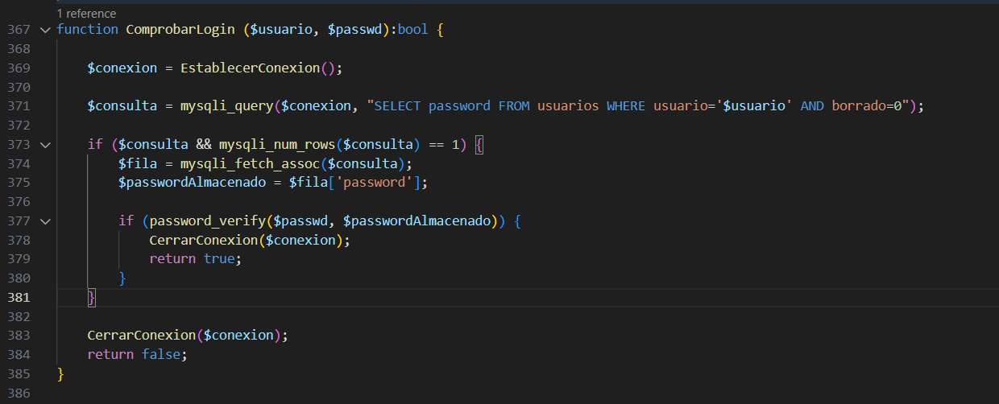 1 reference
367 function ComprobarLogin ($usuario, $passwd):bool {
368
369 $conexion = EstablecerConexion();
370
371 $consulta = mysqli_query($conexion, "SELECT password FROM usuarios WHERE usuario='$usuario' AND borrado=0");
372
373 if ($consulta && mysqli_num_rows($consulta) == 1) {
374 $fila = mysqli_fetch_assoc($consulta);
375 $passwordAlmacenado = $fila['password'];
376
377 if (password_verify($passwd, $passwordAlmacenado)) {
378 CerrarConexion($conexion);
379 return true;
380 }
381 }
382
383 CerrarConexion($conexion);
384 return false;
385 }
386